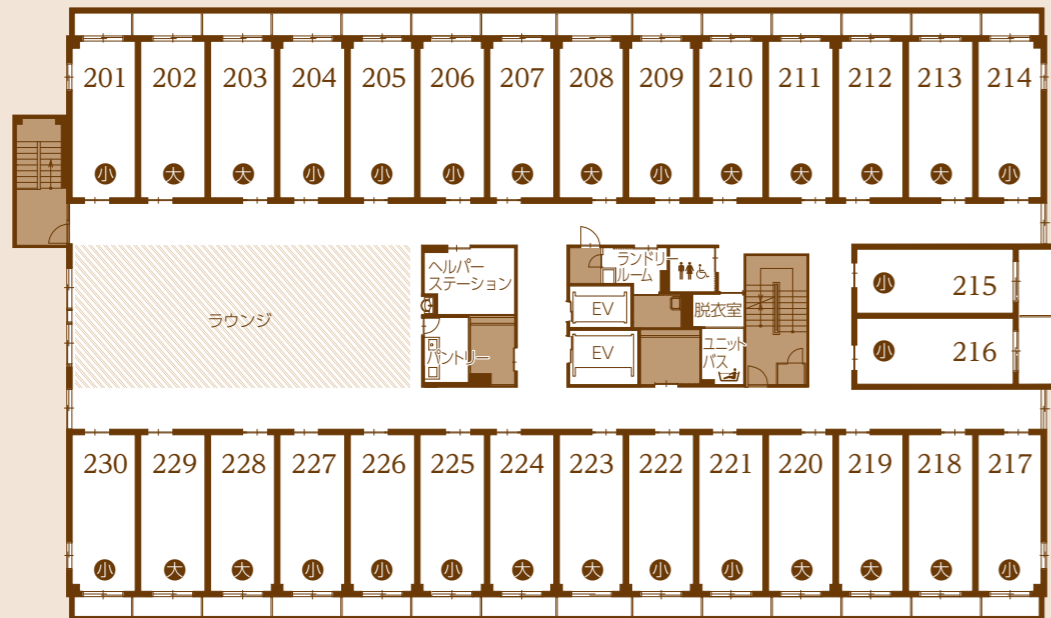 201 202 203 204 205 206 207 208 209 210 211 212 213 214
小 大 大 小 小 小 大 大 小 大 大 大 大 小
ヘルパー
ステーション
ランドリー
ルーム
小 215
EV
脱衣室
ラウンジ
パントリー
EV
ユニット
バス
小 216
230 229 228 227 226 225 224 223 222 221 220 219 218 217
小 大 大 小 小 小 大 大 小 小 大 大 大 小